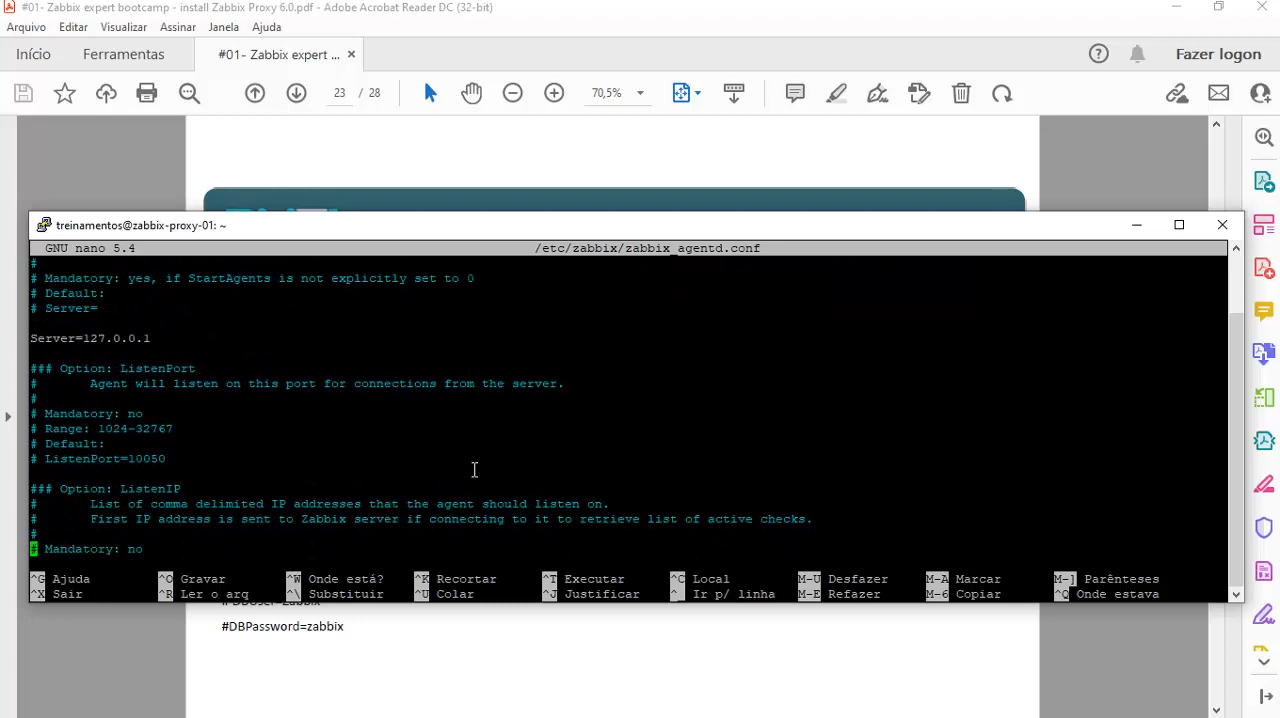 #01- Zabbix expert bootcamp - install Zabbix Proxy 6.0.pdf - Adobe Acrobat Reader DC (32-bit)
Arquivo Editar Visualizar Assinar Janela Ajuda
Início Ferramentas #01- Zabbix expert ... × Fazer logon
23 / 28 70,5%
treinamentos@zabbix-proxy-01: ~
GNU nano 5.4 /etc/zabbix/zabbix_agentd.conf
#
# Mandatory: yes, if StartAgents is not explicitly set to 0
# Default:
# Server=
Server=127.0.0.1
### Option: ListenPort
# Agent will listen on this port for connections from the server.
#
# Mandatory: no
# Range: 1024-32767
# Default:
# ListenPort=10050
### Option: ListenIP
# List of comma delimited IP addresses that the agent should listen on.
# First IP address is sent to Zabbix server if connecting to it to retrieve list of active checks.
#
# Mandatory: no
^G Ajuda ^O Gravar ^W Onde está? ^K Recortar ^T Executar ^C Local M-U Desfazer M-A Marcar M-] Parênteses
^X Sair ^R Ler o arq ^\ Substituir ^U Colar ^J Justificar ^_ Ir p/ linha M-E Refazer M-6 Copiar ^Q Onde estava
#DBUser=zabbix
#DBPassword=zabbix